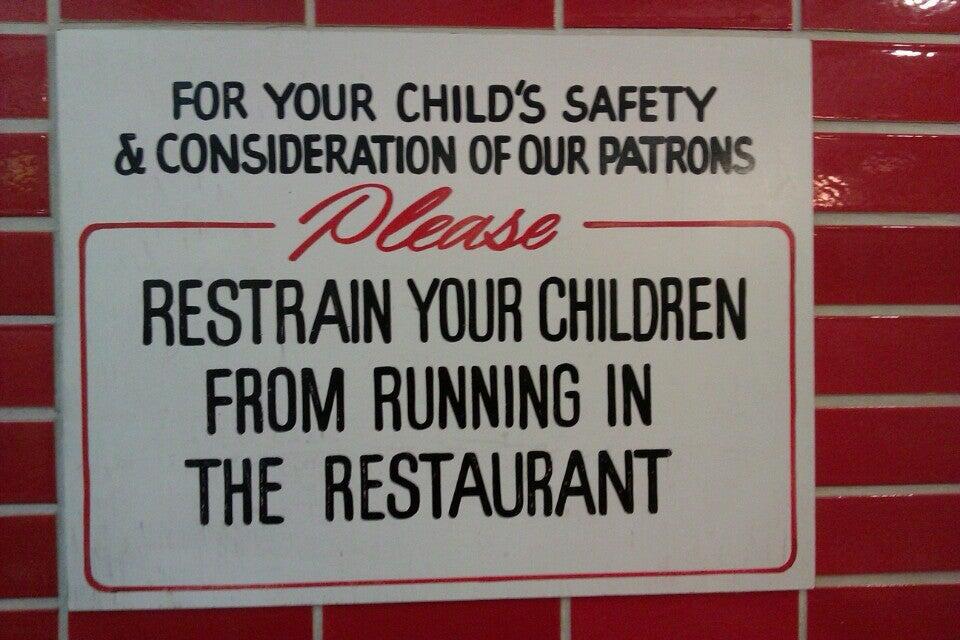 FOR YOUR CHILD'S SAFETY
& CONSIDERATION OF OUR PATRONS
Please
RESTRAIN YOUR CHILDREN
FROM RUNNING IN
THE RESTAURANT